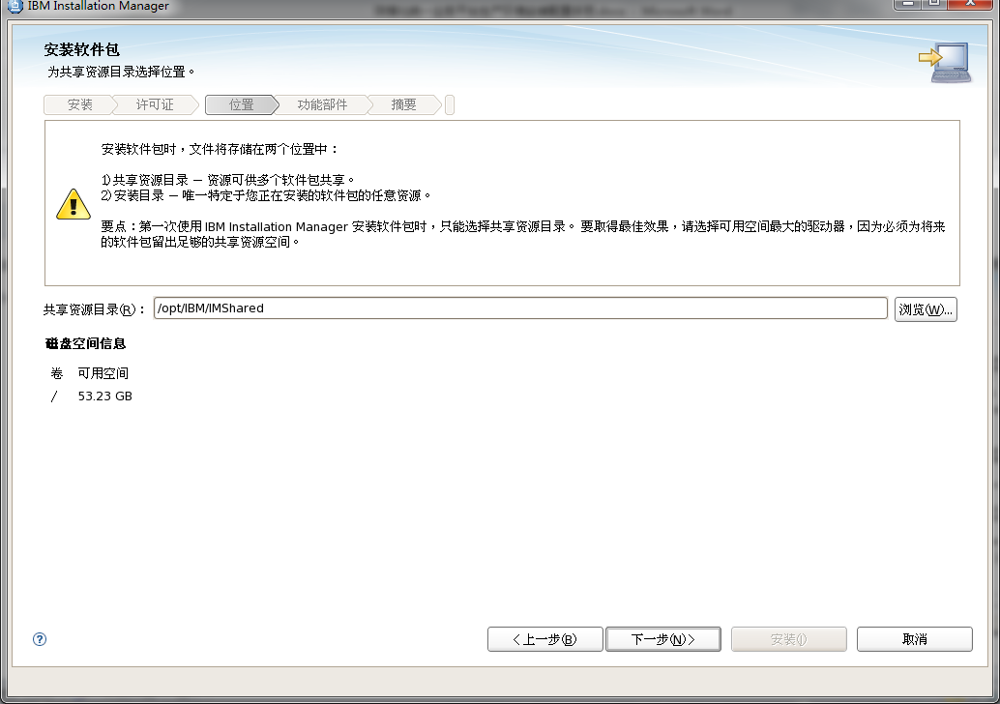 IBM Installation Manager
安装软件包
为共享资源目录选择位置。
安装 许可证 位置 功能部件 摘要
安装软件包时，文件将存储在两个位置中：
1) 共享资源目录 — 资源可供多个软件包共享。
2) 安装目录 — 唯一特定于您正在安装的软件包的任意资源。
要点：第一次使用 IBM Installation Manager 安装软件包时，只能选择共享资源目录。 要取得最佳效果，请选择可用空间最大的驱动器，因为必须为将来
的软件包留出足够的共享资源空间。
共享资源目录(R)： /opt/IBM/IMShared 浏览(W)...
磁盘空间信息
卷 可用空间
/ 53.23 GB
? <上一步(B) 下一步(N)> 安装(I) 取消